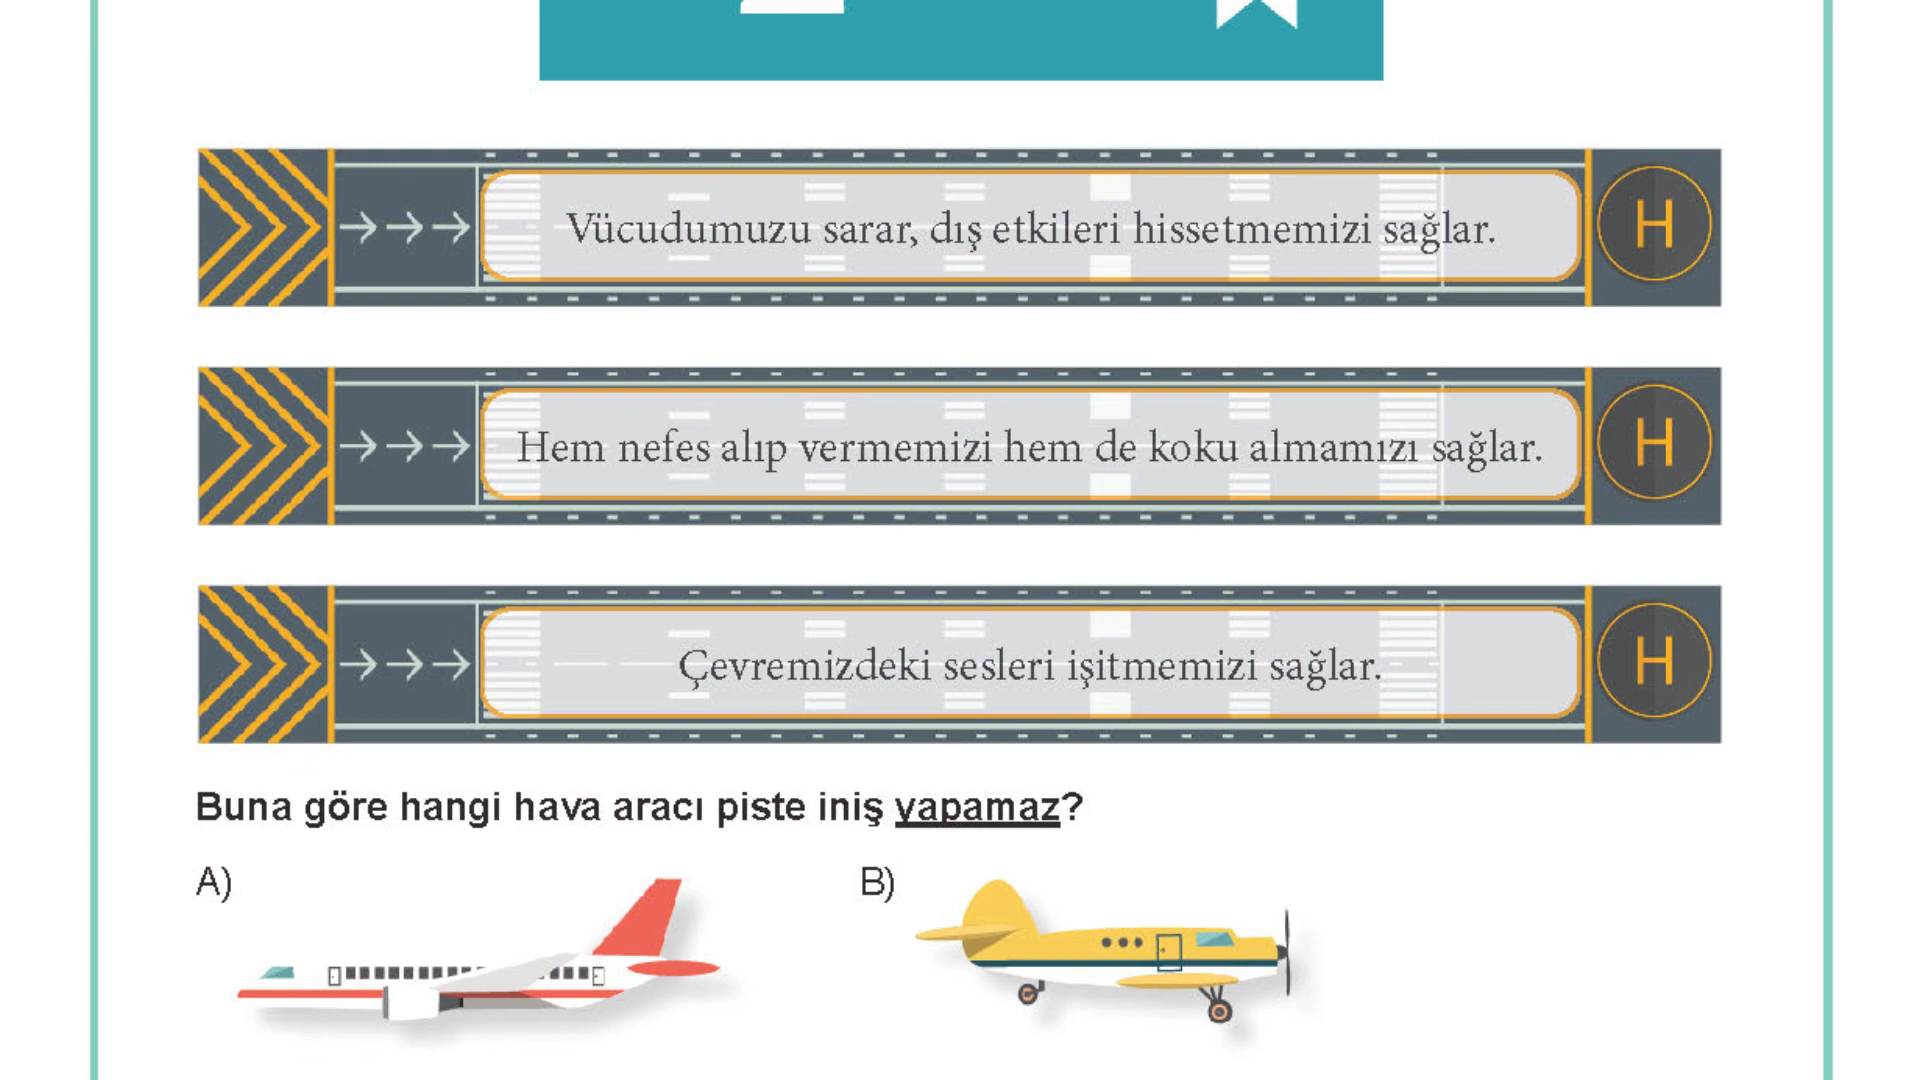 Vücudumuzu sarar, dış etkileri hissetmemizi sağlar.
H
Hem nefes alıp vermemizi hem de koku almamızı sağlar.
H
Çevremizdeki sesleri işitmemizi sağlar.
H
Buna göre hangi hava aracı piste iniş yapamaz?
A)
B)